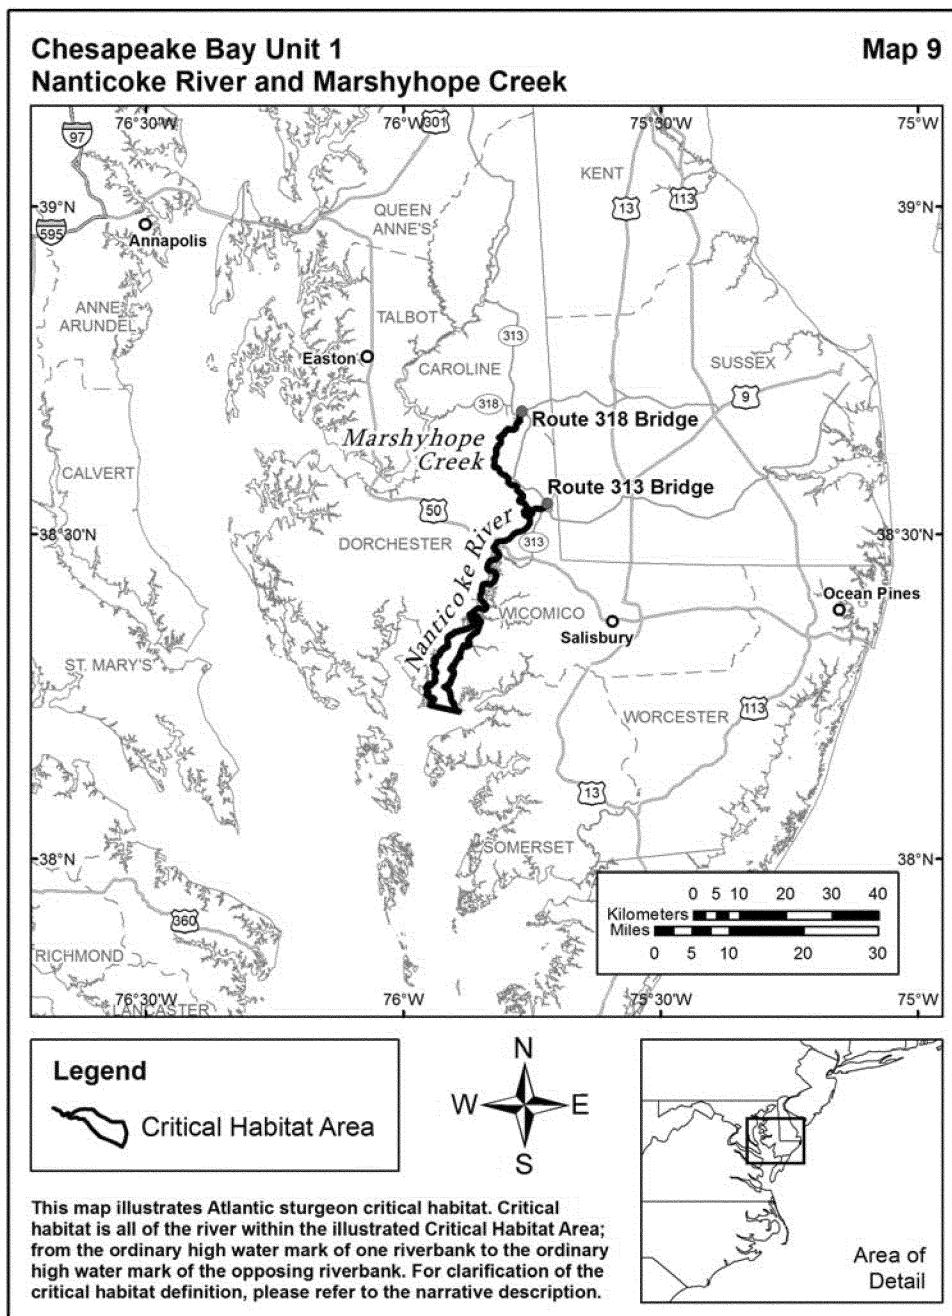 Chesapeake Bay Unit 1
Map 9
Nanticoke River and Marshyhope Creek
76°30'W
76°W
301
75°30'W
75°W
97
KENT
13
113
39°N
QUEEN
ANNE'S
39°N
595
Annapolis
ANNE
ARUNDEL
TALBOT
313
Easton
CAROLINE
SUSSEX
318
9
Route 318 Bridge
Marshyhope
Creek
CALVERT
Route 313 Bridge
50
38°30'N
DORCHESTER
313
38°30'N
Nanticoke River
Ocean Pines
WICOMICO
Salisbury
ST. MARY'S
WORCESTER
113
13
SOMERSET
38°N
38°N
0 5 10 20 30 40
Kilometers
Miles
0 5 10 20 30
360
RICHMOND
LANCASTER
76°30'W
76°W
75°30'W
75°W
Legend
Critical Habitat Area
N
W
E
S
This map illustrates Atlantic sturgeon critical habitat. Critical
habitat is all of the river within the illustrated Critical Habitat Area;
from the ordinary high water mark of one riverbank to the ordinary
high water mark of the opposing riverbank. For clarification of the
critical habitat definition, please refer to the narrative description.
Area of
Detail